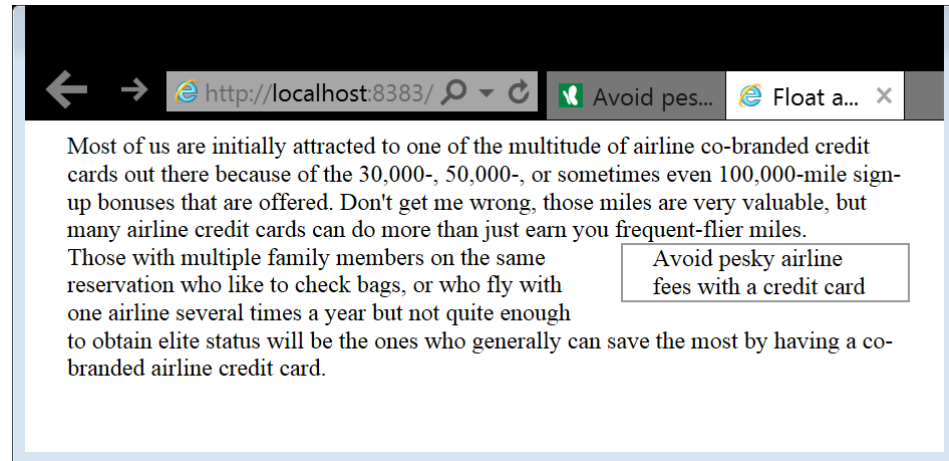 http://localhost:8383/ Avoid pes... Float a...
Most of us are initially attracted to one of the multitude of airline co-branded credit
cards out there because of the 30,000-, 50,000-, or sometimes even 100,000-mile sign-
up bonuses that are offered. Don't get me wrong, those miles are very valuable, but
many airline credit cards can do more than just earn you frequent-flier miles.
Those with multiple family members on the same
reservation who like to check bags, or who fly with
one airline several times a year but not quite enough
Avoid pesky airline
fees with a credit card
to obtain elite status will be the ones who generally can save the most by having a co-
branded airline credit card.